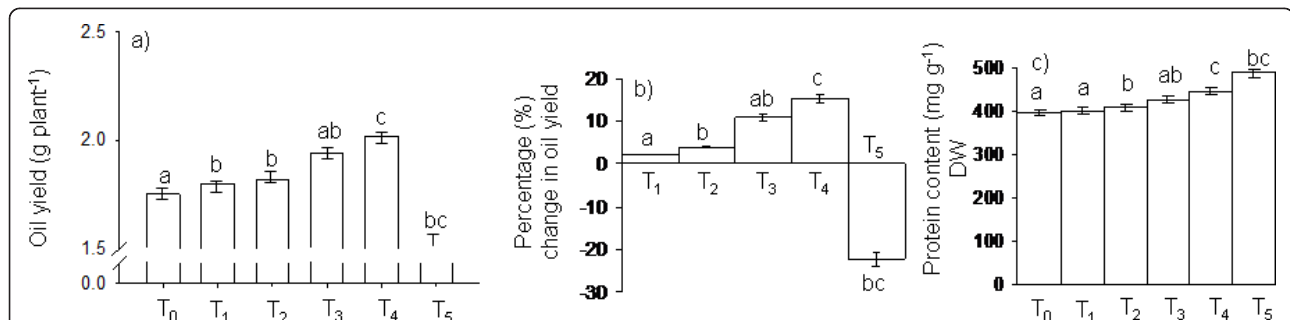 a)
Oil yield (g plant⁻¹)
2.5
2.0
1.5
0.0
a
b
b
ab
c
bc
T₀ T₁ T₂ T₃ T₄ T₅
b)
Percentage (%)
change in oil yield
20
10
0
-10
-20
-30
a
b
ab
c
bc
T₁ T₂ T₃ T₄ T₅
c)
Protein content (mg g⁻¹)
DW
500
400
300
200
100
0
a
a
b
ab
c
bc
T₀ T₁ T₂ T₃ T₄ T₅